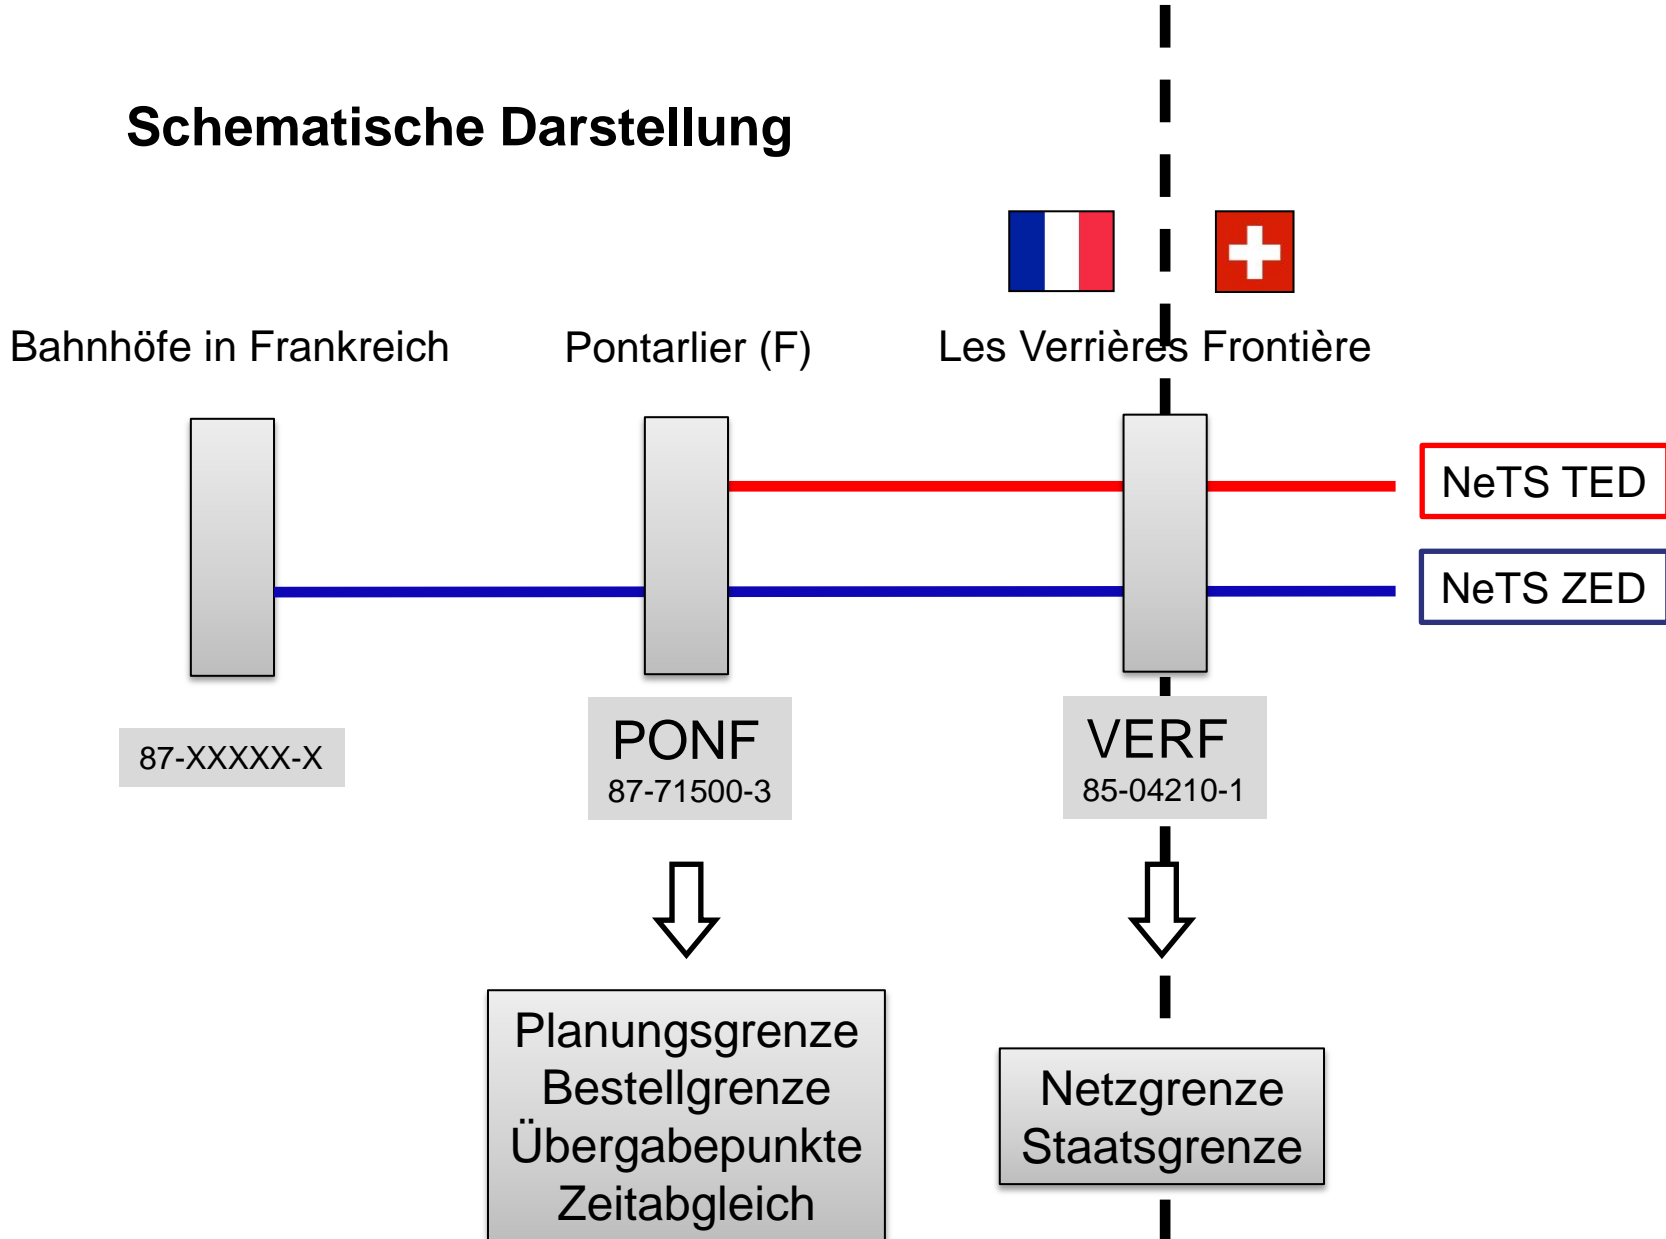 Schematische Darstellung
Bahnhöfe in Frankreich
Pontarlier (F)
Les Verrières Frontière
NeTS TED
NeTS ZED
87-XXXXX-X
PONF
87-71500-3
VERF
85-04210-1
Planungsgrenze
Bestellgrenze
Übergabepunkte
Zeitabgleich
Netzgrenze
Staatsgrenze